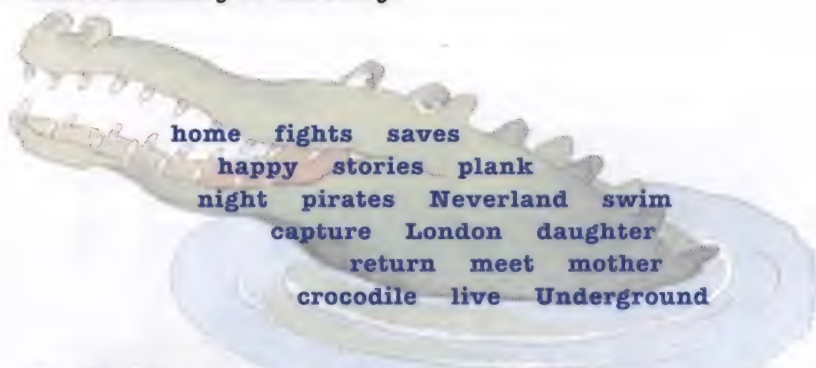 home fights saves
happy stories plank
night pirates Neverland swim
capture London daughter
return meet mother
crocodile live Underground